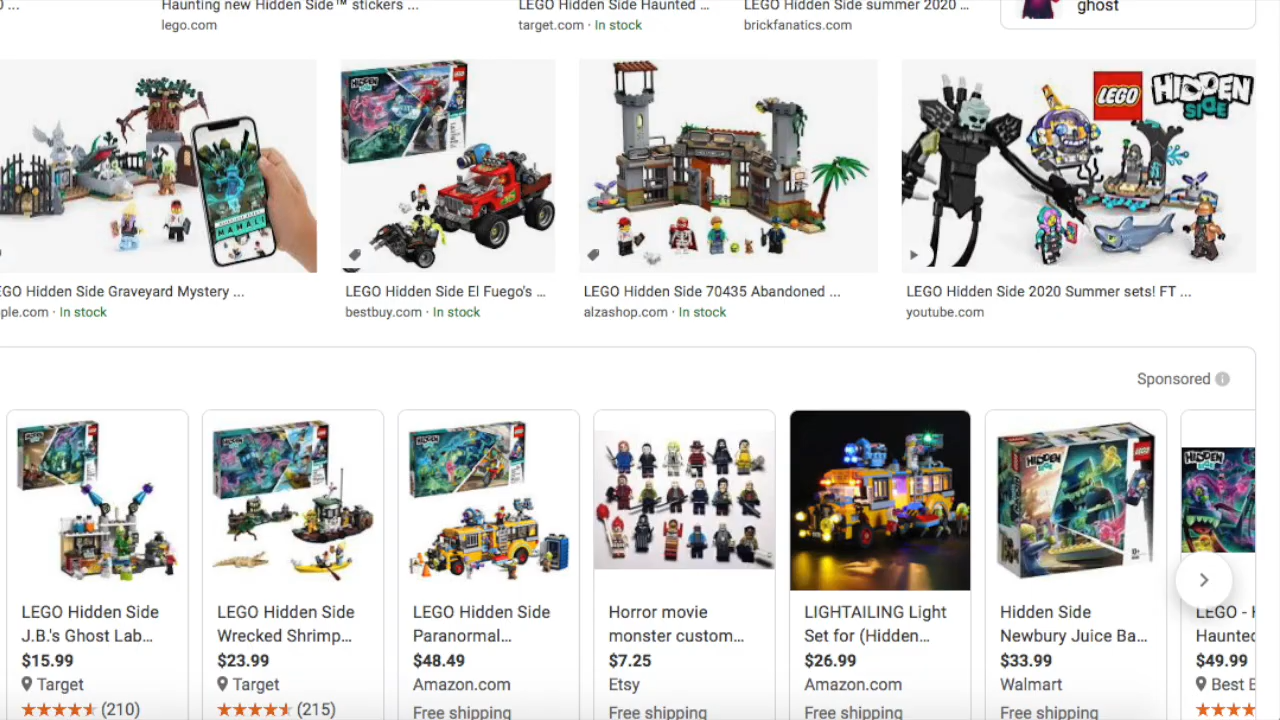 Haunting new Hidden Side™ stickers ...
LEGO Hidden Side Haunted ...
LEGO Hidden Side summer 2020 ...
ghost
lego.com
target.com · In stock
brickfanatics.com
HIDDEN
LEGO
HIDDEN
SIDE
EGO Hidden Side Graveyard Mystery ...
LEGO Hidden Side El Fuego's ...
LEGO Hidden Side 70435 Abandoned ...
LEGO Hidden Side 2020 Summer sets! FT ...
ple.com · In stock
bestbuy.com · In stock
alzashop.com · In stock
youtube.com
Sponsored
HIDDEN
HIDDEN
HIDDEN
HIDDEN
HIDDEN
LEGO Hidden Side
J.B.'s Ghost Lab...
$15.99
Target
(210)
LEGO Hidden Side
Wrecked Shrimp...
$23.99
Target
(215)
LEGO Hidden Side
Paranormal...
$48.49
Amazon.com
Free shipping
Horror movie
monster custom...
$7.25
Etsy
Free shipping
LIGHTAILING Light
Set for (Hidden...
$26.99
Amazon.com
Free shipping
Hidden Side
Newbury Juice Ba...
$33.99
Walmart
Free shipping
LEGO - H
Haunted
$49.99
Best B